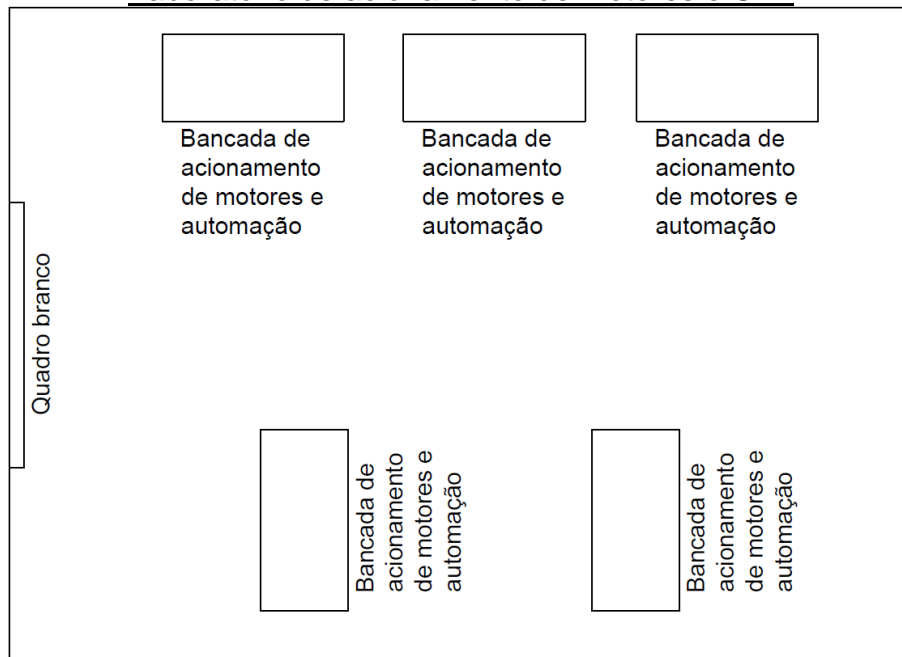 Bancada de
acionamento
de motores e
automação
Bancada de
acionamento
de motores e
automação
Bancada de
acionamento
de motores e
automação
Quadro branco
Bancada de
acionamento
de motores e
automação
Bancada de
acionamento
de motores e
automação